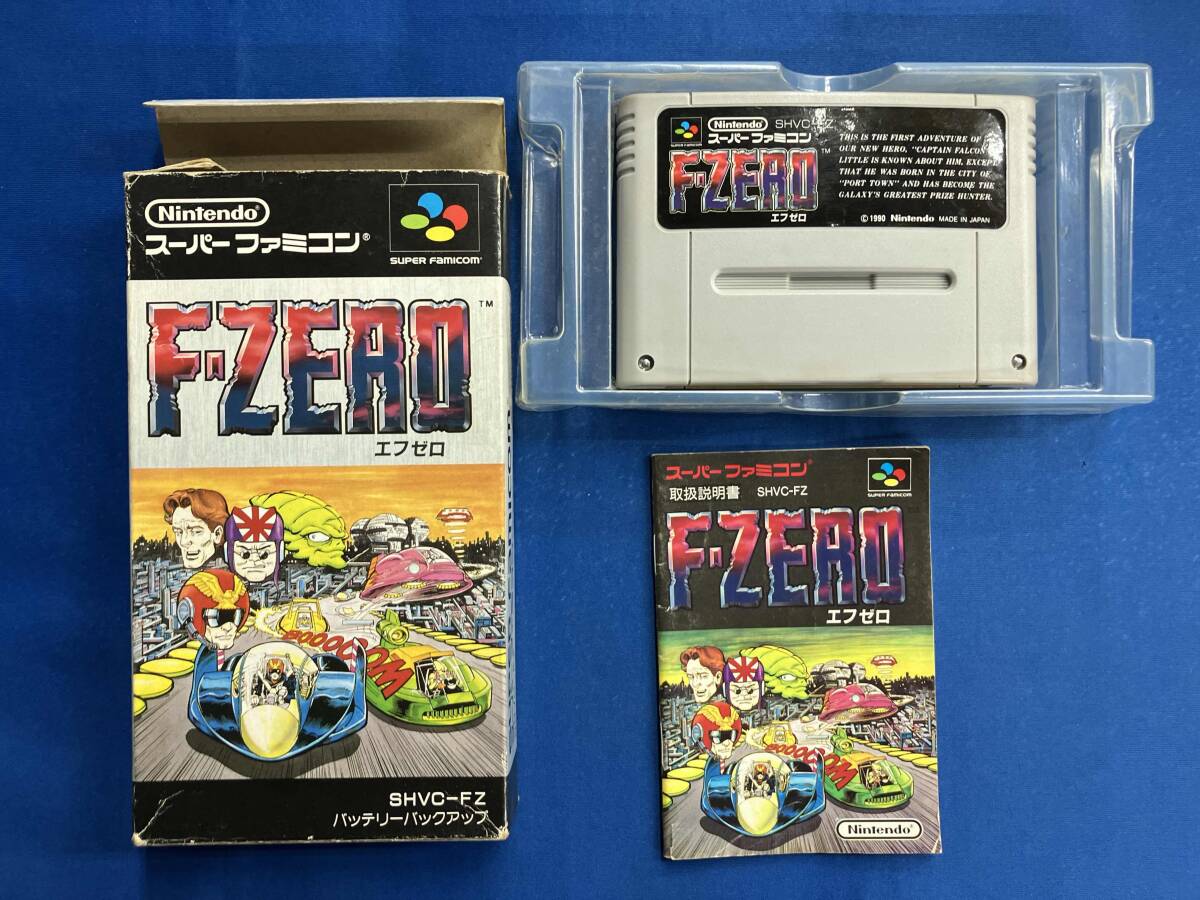 Nintendo
スーパーファミコン®
SUPER FAMICOM
F-ZERO™
エフゼロ
BOOOOOOM
SHVC-FZ
バッテリーバックアップ
Nintendo SHVC-FZ
スーパーファミコン
SUPER FAMICOM
F-ZERO™
エフゼロ
THIS IS THE FIRST ADVENTURE OF
OUR NEW HERO, "CAPTAIN FALCON
LITTLE IS KNOWN ABOUT HIM, EXCEPT
THAT HE WAS BORN IN THE CITY OF
"PORT TOWN" AND HAS BECOME THE
GALAXY'S GREATEST PRIZE HUNTER.
© 1990 Nintendo MADE IN JAPAN
スーパーファミコン®
取扱説明書 SHVC-FZ
SUPER FAMICOM
F-ZERO
エフゼロ
Nintendo®